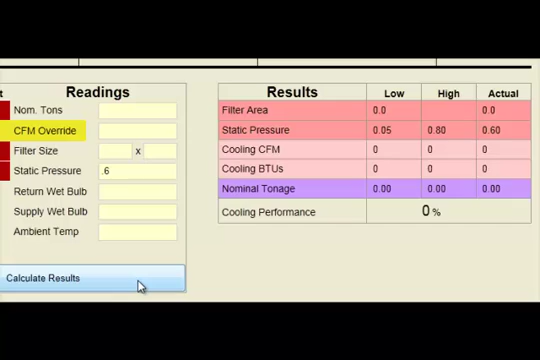 t Readings
Nom. Tons
CFM Override
Filter Size x
Static Pressure .6
Return Wet Bulb
Supply Wet Bulb
Ambient Temp
Calculate Results
Results Low High Actual
Filter Area 0.0 0.0
Static Pressure 0.05 0.80 0.60
Cooling CFM 0 0 0
Cooling BTUs 0 0 0
Nominal Tonage 0.00 0.00 0.00
Cooling Performance 0 %